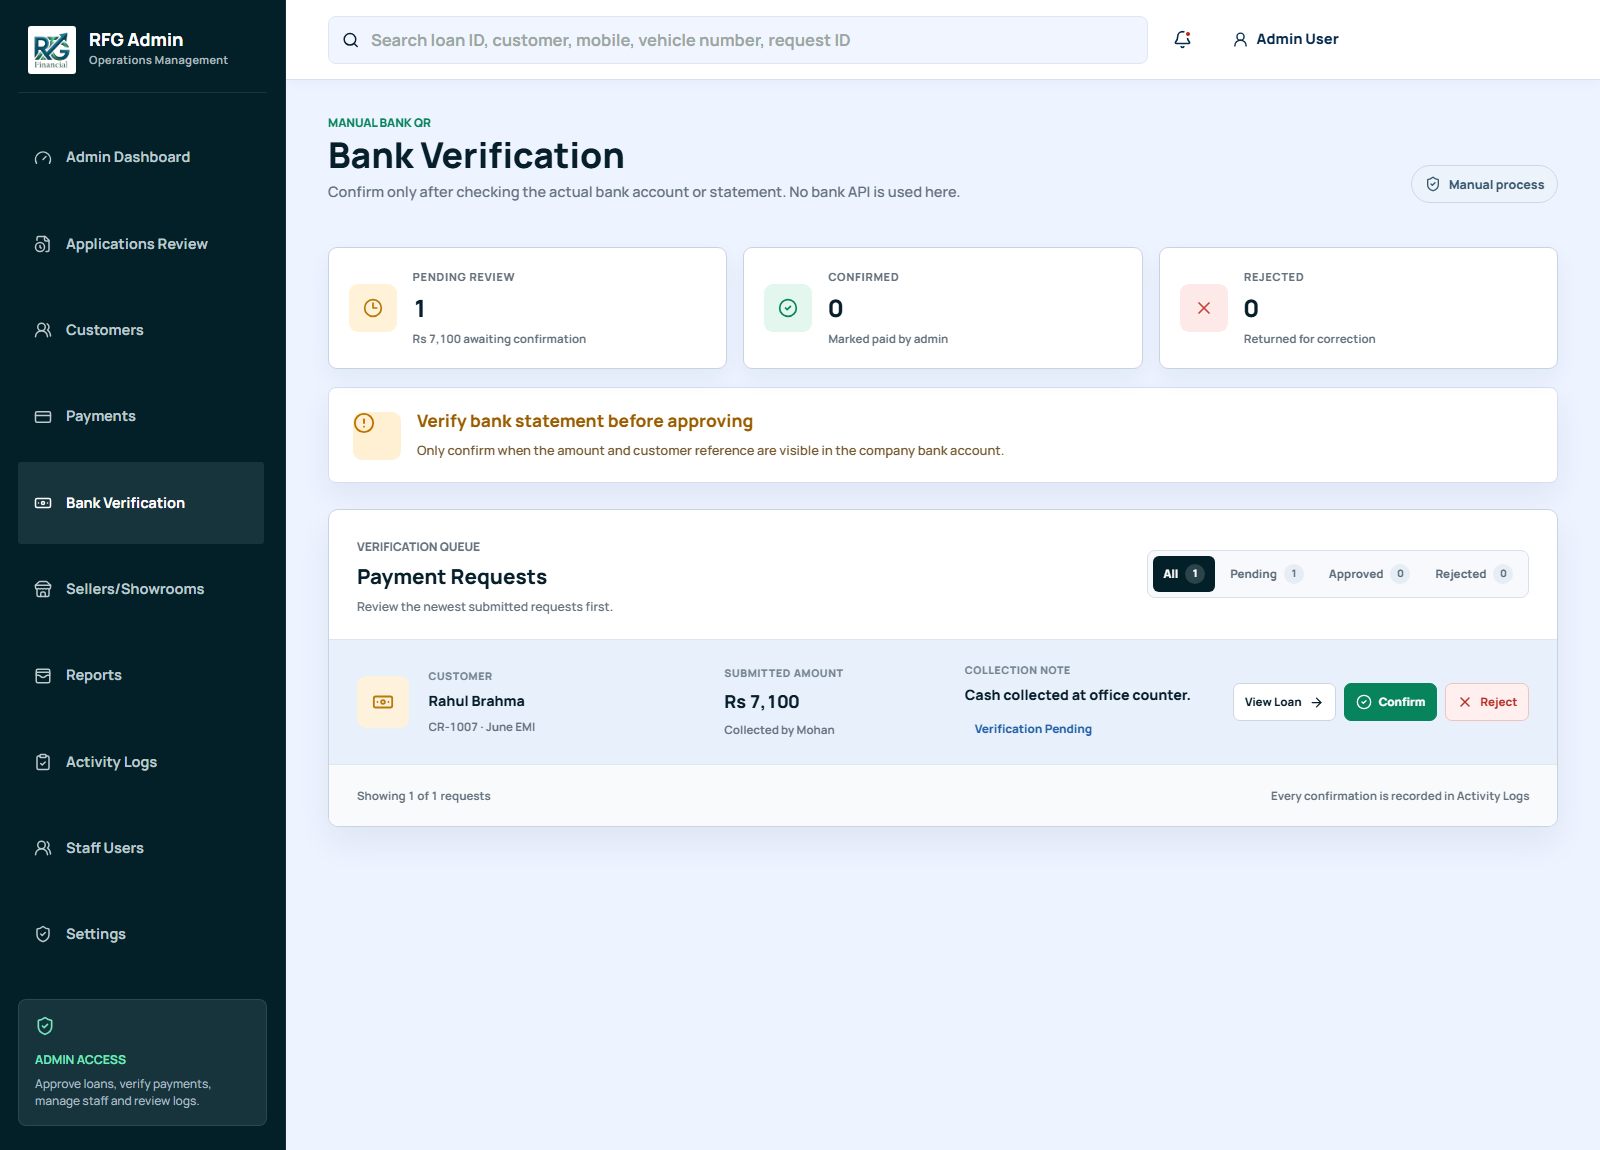 RFG
Financial
RFG Admin
Operations Management
Admin Dashboard
Applications Review
Customers
Payments
Bank Verification
Sellers/Showrooms
Reports
Activity Logs
Staff Users
Settings
ADMIN ACCESS
Approve loans, verify payments,
manage staff and review logs.
Search loan ID, customer, mobile, vehicle number, request ID
Admin User
MANUAL BANK QR
Bank Verification
Confirm only after checking the actual bank account or statement. No bank API is used here.
Manual process
PENDING REVIEW
1
Rs 7,100 awaiting confirmation
CONFIRMED
0
Marked paid by admin
REJECTED
0
Returned for correction
Verify bank statement before approving
Only confirm when the amount and customer reference are visible in the company bank account.
VERIFICATION QUEUE
Payment Requests
Review the newest submitted requests first.
All 1
Pending 1
Approved 0
Rejected 0
CUSTOMER
Rahul Brahma
CR-1007 · June EMI
SUBMITTED AMOUNT
Rs 7,100
Collected by Mohan
COLLECTION NOTE
Cash collected at office counter.
Verification Pending
View Loan
Confirm
Reject
Showing 1 of 1 requests
Every confirmation is recorded in Activity Logs